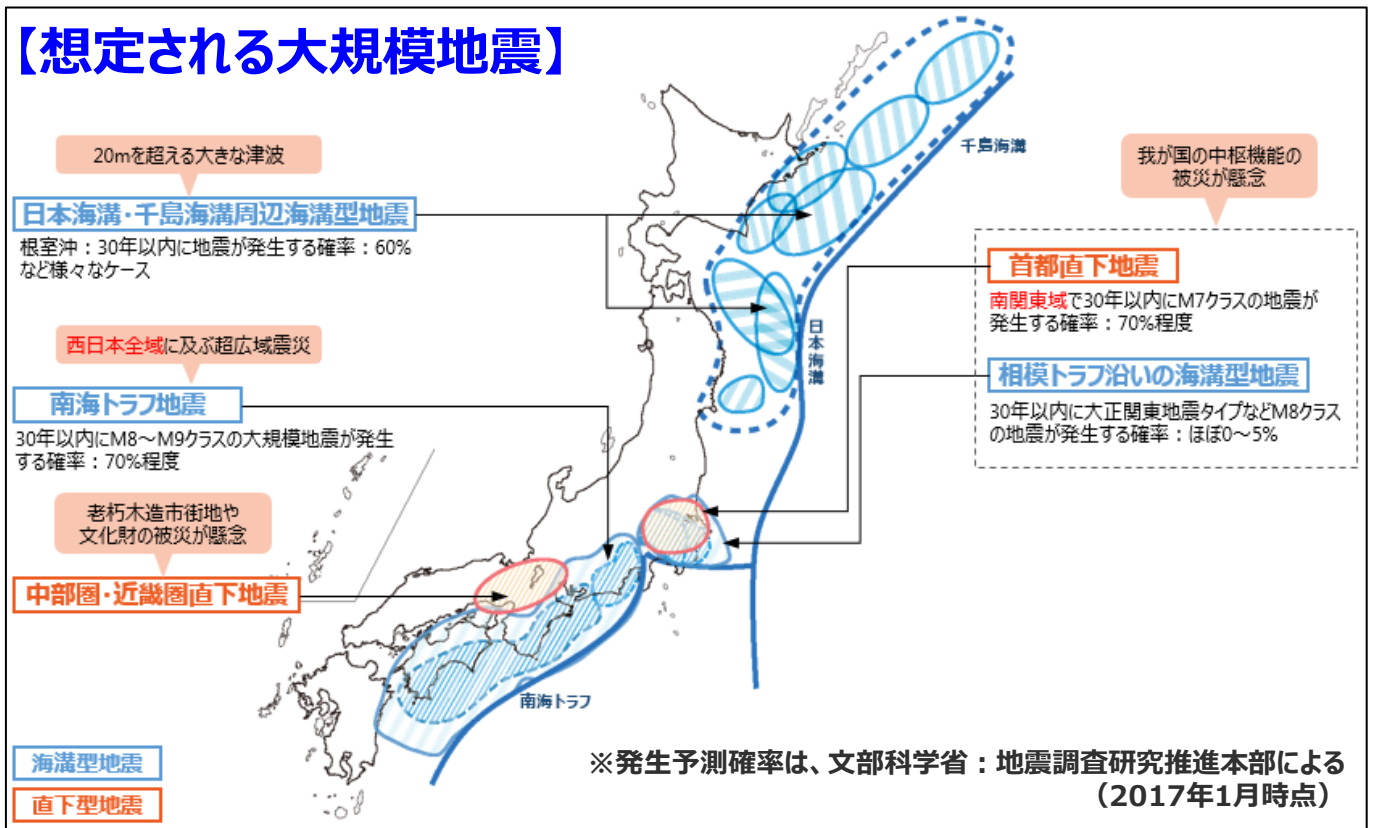 【想定される大規模地震】
20mを超える大きな津波
日本海溝・千島海溝周辺海溝型地震
根室沖：30年以内に地震が発生する確率：60%
など様々なケース
西日本全域に及ぶ超広域震災
南海トラフ地震
30年以内にM8～M9クラスの大規模地震が発生
する確率：70%程度
老朽木造市街地や
文化財の被災が懸念
中部圏・近畿圏直下地震
海溝型地震
直下型地震
千島海溝
日本海溝
南海トラフ
我が国の中枢機能の
被災が懸念
首都直下地震
南関東域で30年以内にM7クラスの地震が
発生する確率：70%程度
相模トラフ沿いの海溝型地震
30年以内に大正関東地震タイプなどM8クラス
の地震が発生する確率：ほぼ0～5%
※発生予測確率は、文部科学省：地震調査研究推進本部による
（2017年1月時点）